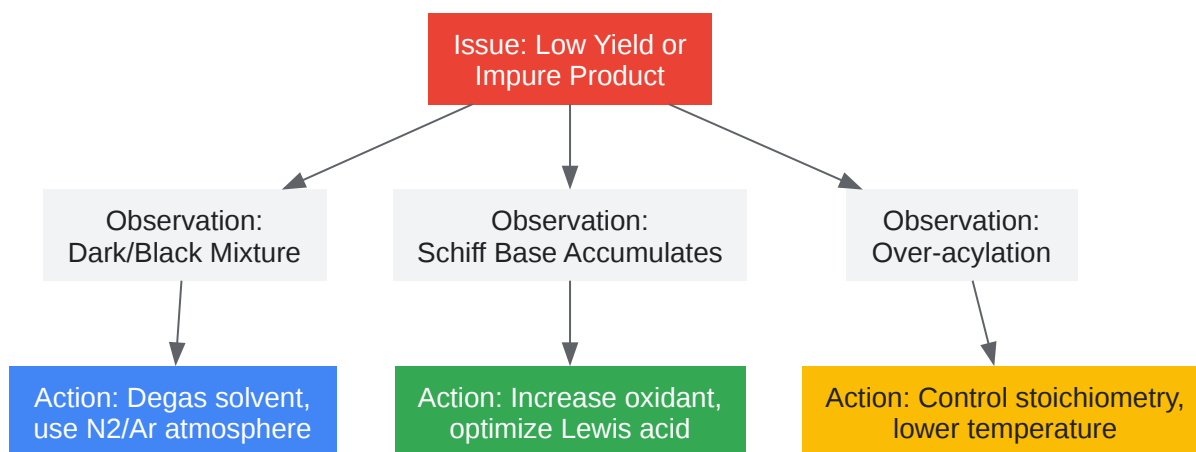 Issue: Low Yield or
Impure Product
Observation:
Dark/Black Mixture
Observation:
Schiff Base Accumulates
Observation:
Over-acylation
Action: Degas solvent,
use N2/Ar atmosphere
Action: Increase oxidant,
optimize Lewis acid
Action: Control stoichiometry,
lower temperature